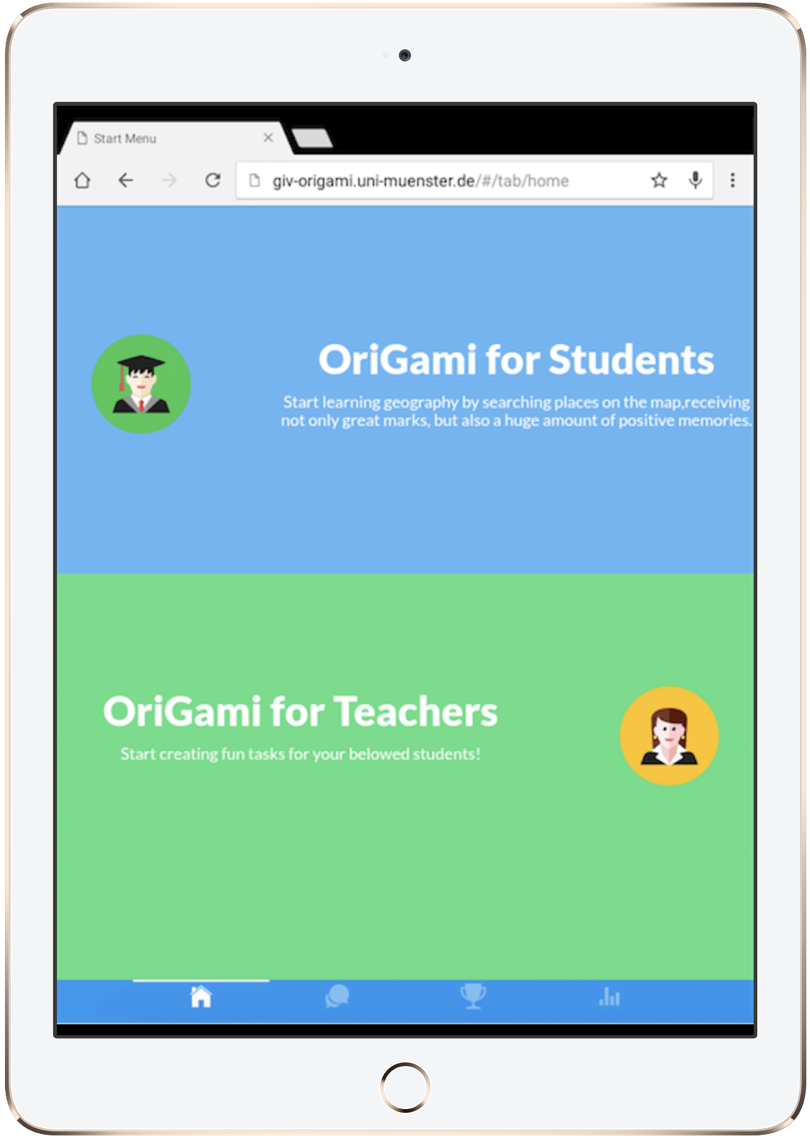 Start Menu
giv-origami.uni-muenster.de/#/tab/home
OriGami for Students
Start learning geography by searching places on the map,receiving
not only great marks, but also a huge amount of positive memories.
OriGami for Teachers
Start creating fun tasks for your belowed students!